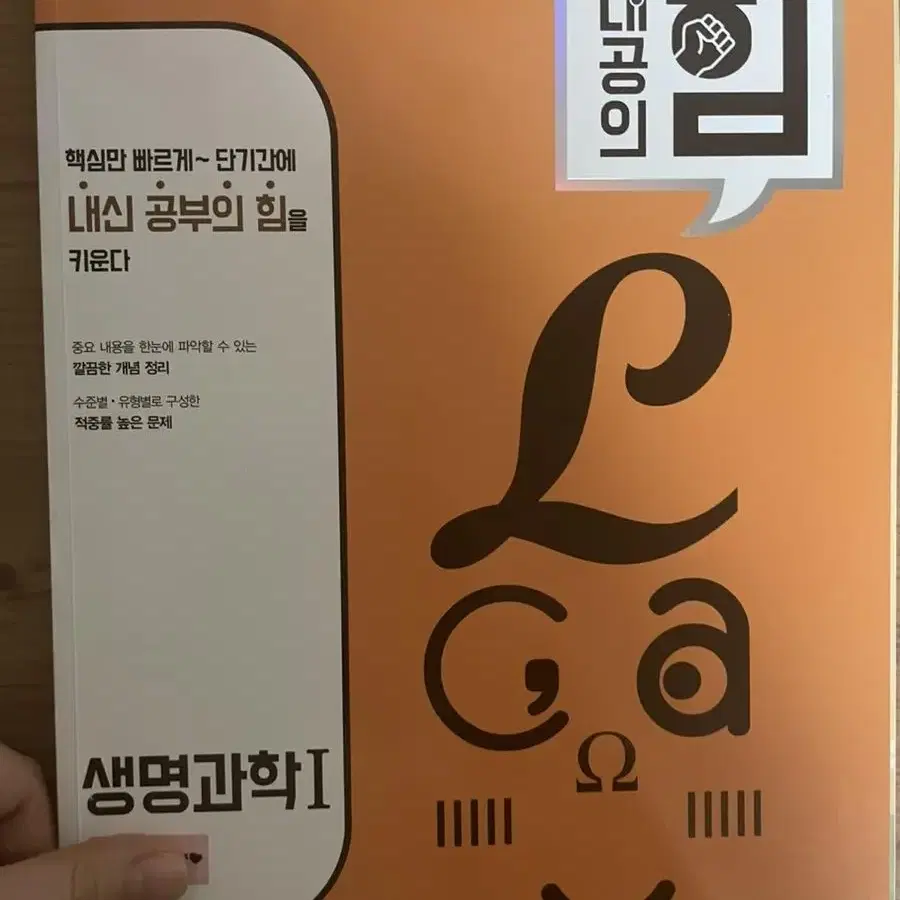 내공의
힘
핵심만 빠르게~ 단기간에
내신 공부의 힘을
키운다
중요 내용을 한눈에 파악할 수 있는
깔끔한 개념 정리
수준별·유형별로 구성한
적중률 높은 문제
생명과학I